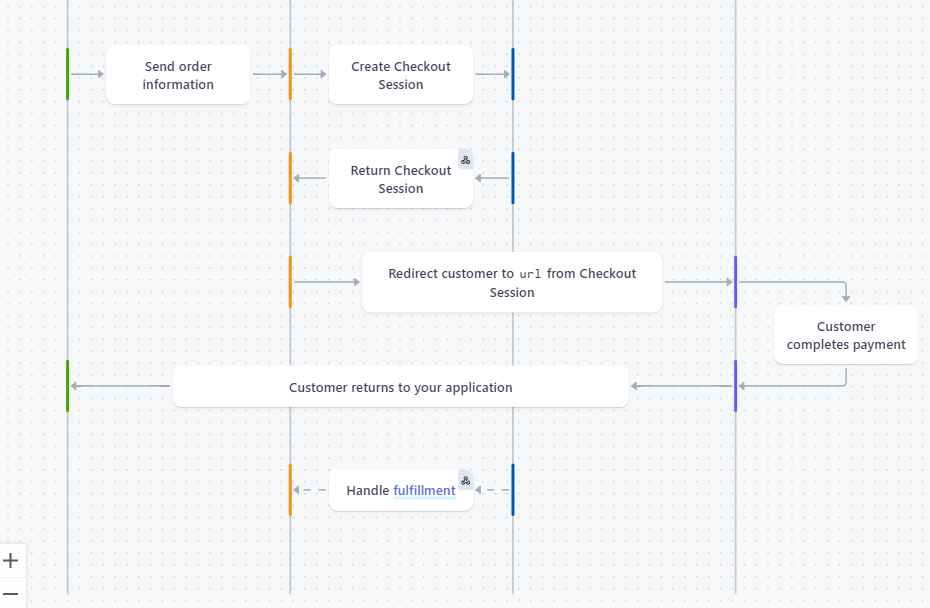 Send order
information
Create Checkout
Session
Return Checkout
Session
Redirect customer to url from Checkout
Session
Customer
completes payment
Customer returns to your application
Handle fulfillment